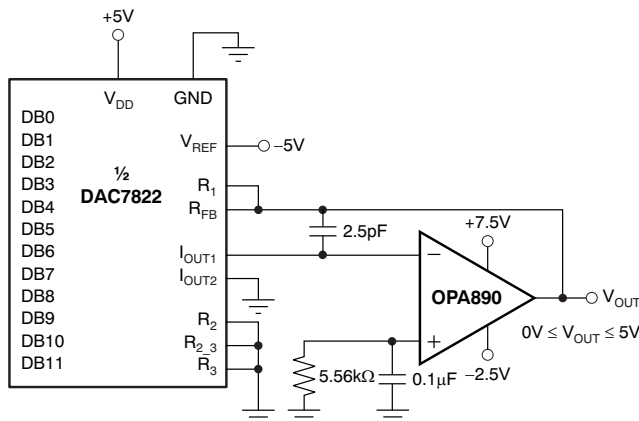 +5V
V_DD
GND
DB0
DB1
DB2
DB3
DB4
DB5
DB6
DB7
DB8
DB9
DB10
DB11
½
DAC7822
V_REF
−5V
R_1
R_FB
I_OUT1
I_OUT2
R_2
R_2_3
R_3
2.5pF
+7.5V
−
OPA890
+
−2.5V
V_OUT
0V ≤ V_OUT ≤ 5V
5.56kΩ
0.1μF